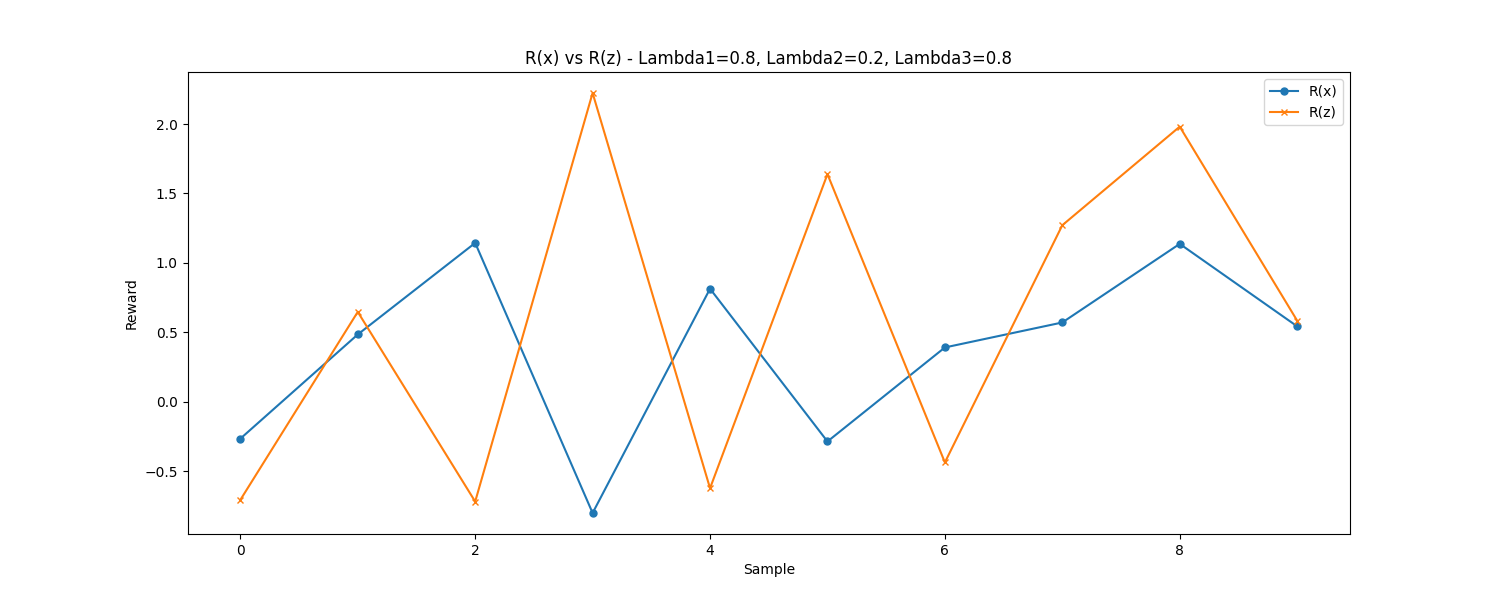 R(x) vs R(z) - Lambda1=0.8, Lambda2=0.2, Lambda3=0.8
R(x)
R(z)
2.0
1.5
1.0
0.5
0.0
−0.5
Reward
0 2 4 6 8
Sample